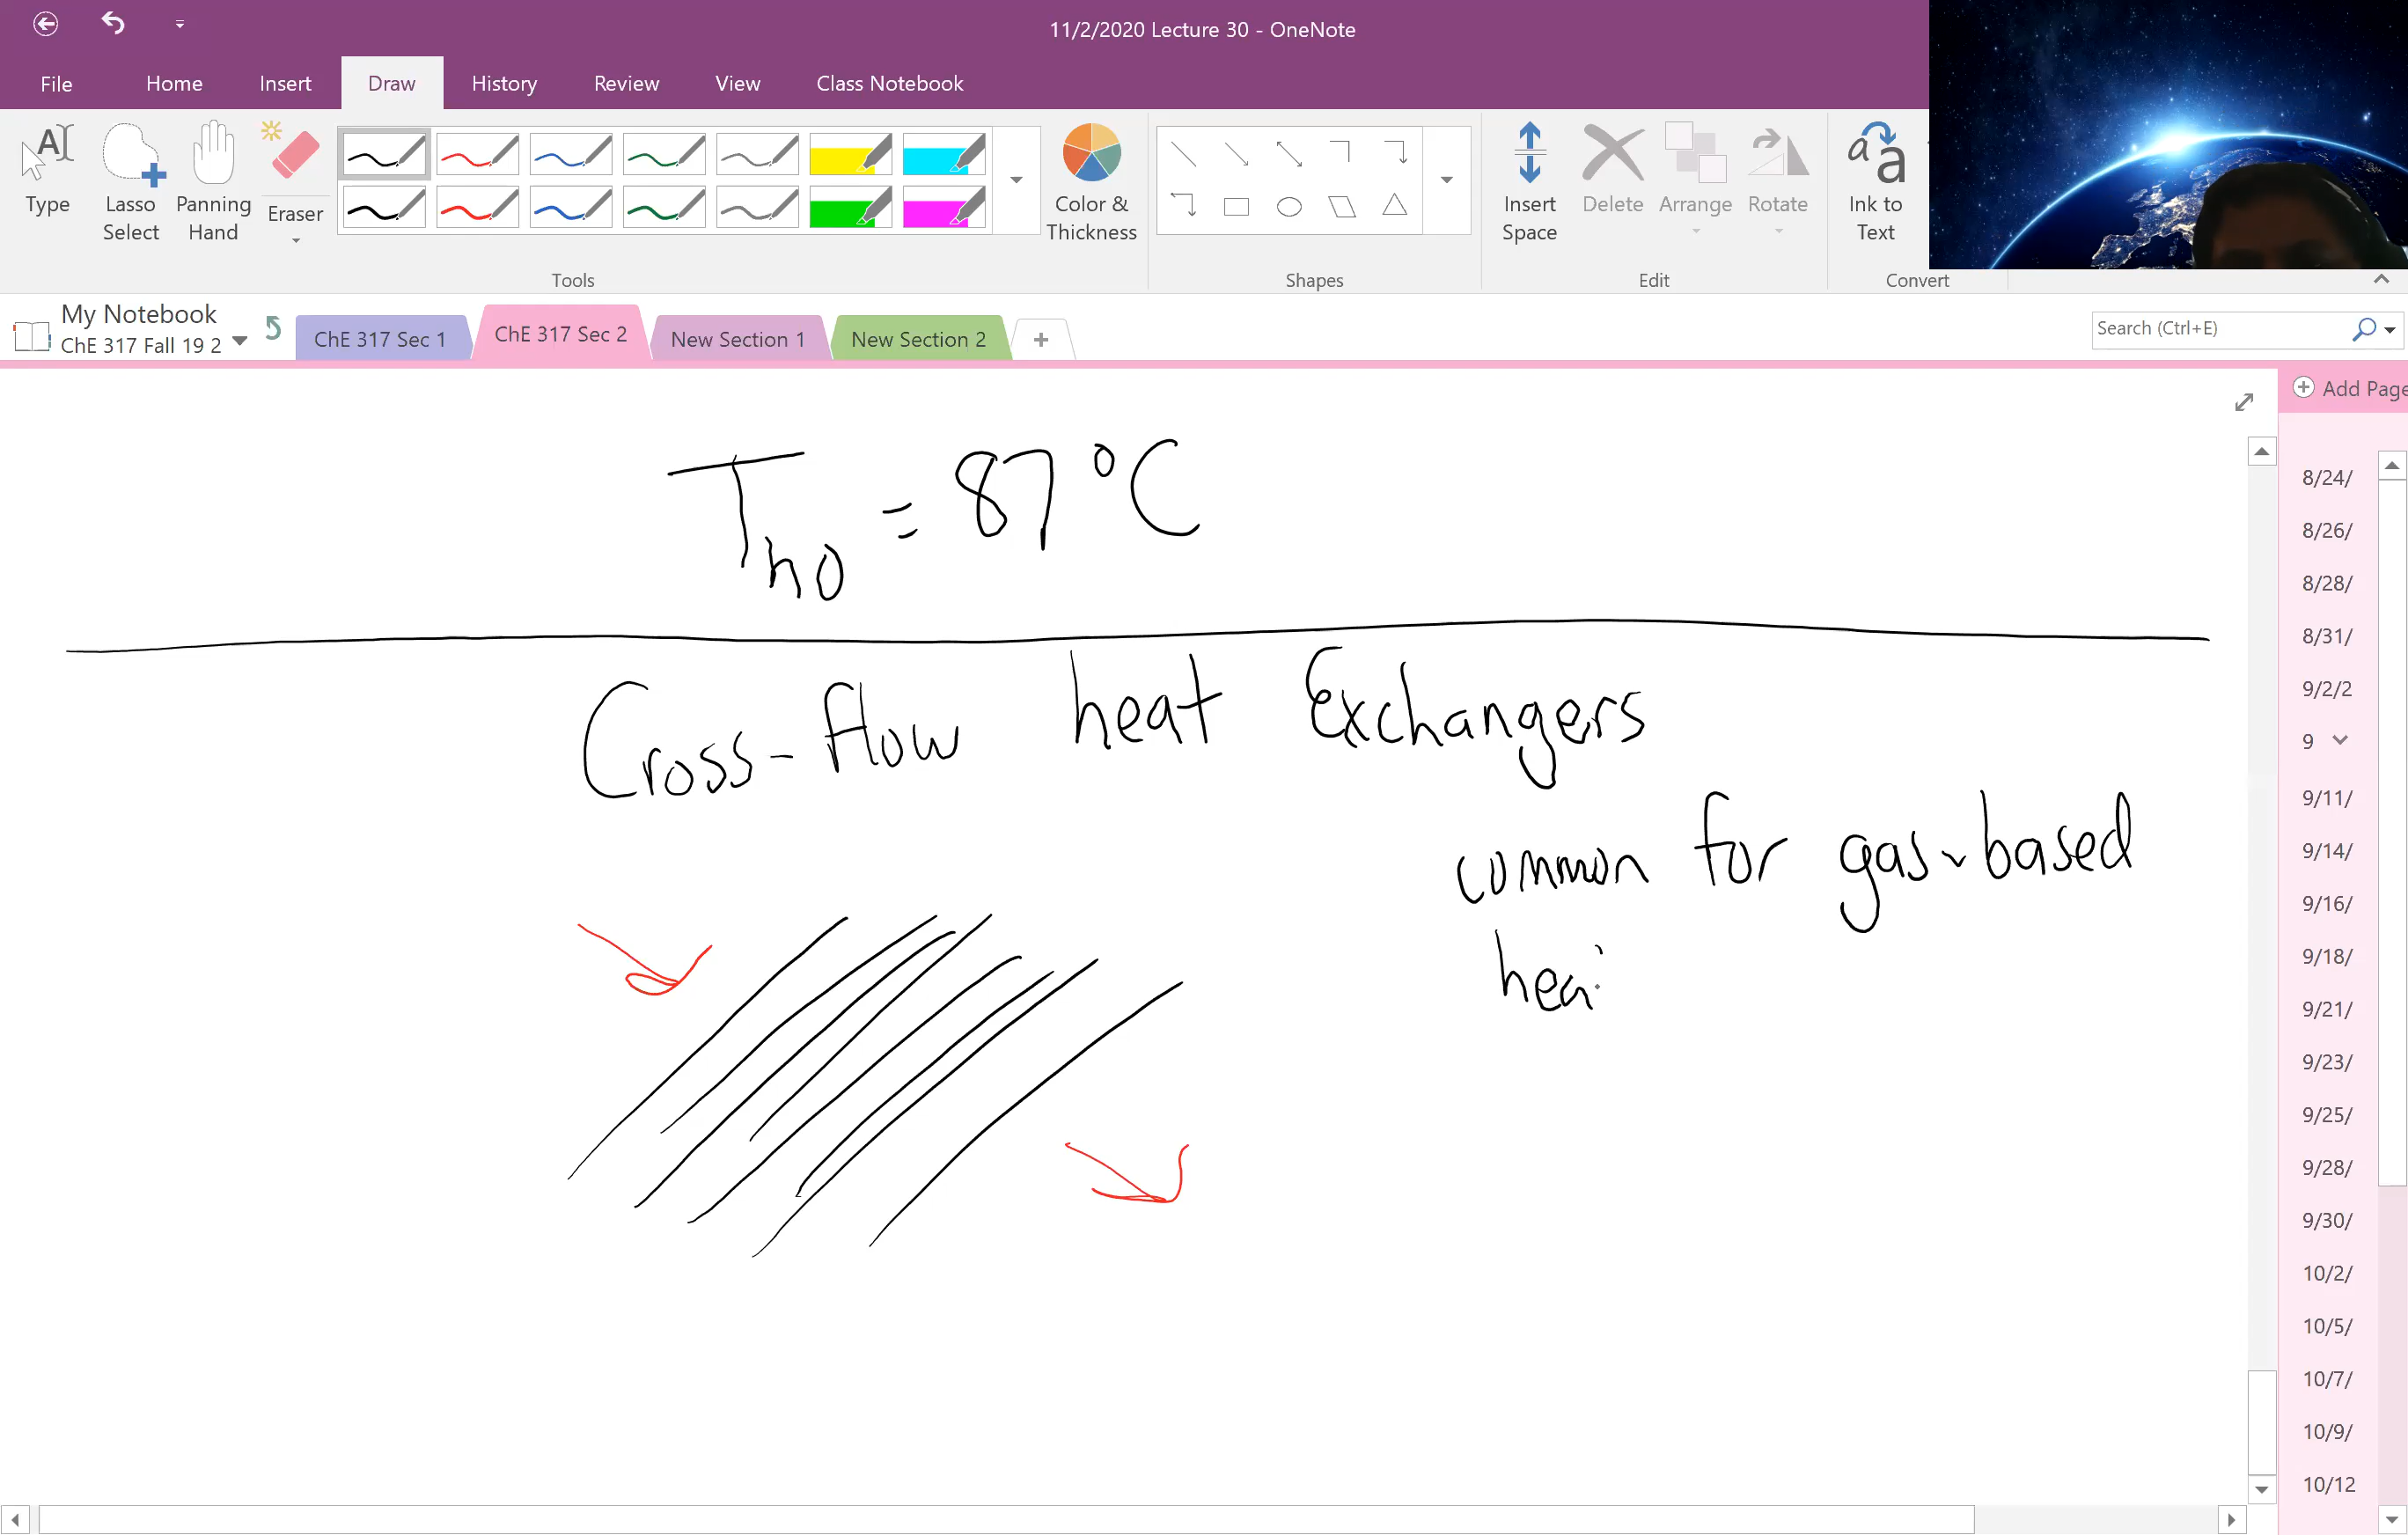 11/2/2020 Lecture 30 - OneNote
File Home Insert Draw History Review View Class Notebook
Type
Lasso Select
Panning Hand
Eraser
Color & Thickness
Insert Space
Delete
Arrange
Rotate
Ink to Text
Tools
Shapes
Edit
Convert
My Notebook
ChE 317 Fall 19 2
ChE 317 Sec 1
ChE 317 Sec 2
New Section 1
New Section 2
Search (Ctrl+E)
Add Page
Tho = 87 °C
Cross-flow heat Exchangers
common for gas-based
hea
8/24/
8/26/
8/28/
8/31/
9/2/2
9
9/11/
9/14/
9/16/
9/18/
9/21/
9/23/
9/25/
9/28/
9/30/
10/2/
10/5/
10/7/
10/9/
10/12